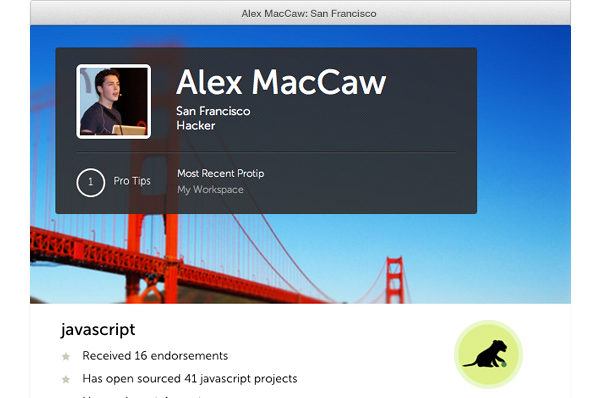 Alex MacCaw: San Francisco
Alex MacCaw
San Francisco
Hacker
1 Pro Tips
Most Recent Protip
My Workspace
javascript
Received 16 endorsements
Has open sourced 41 javascript projects